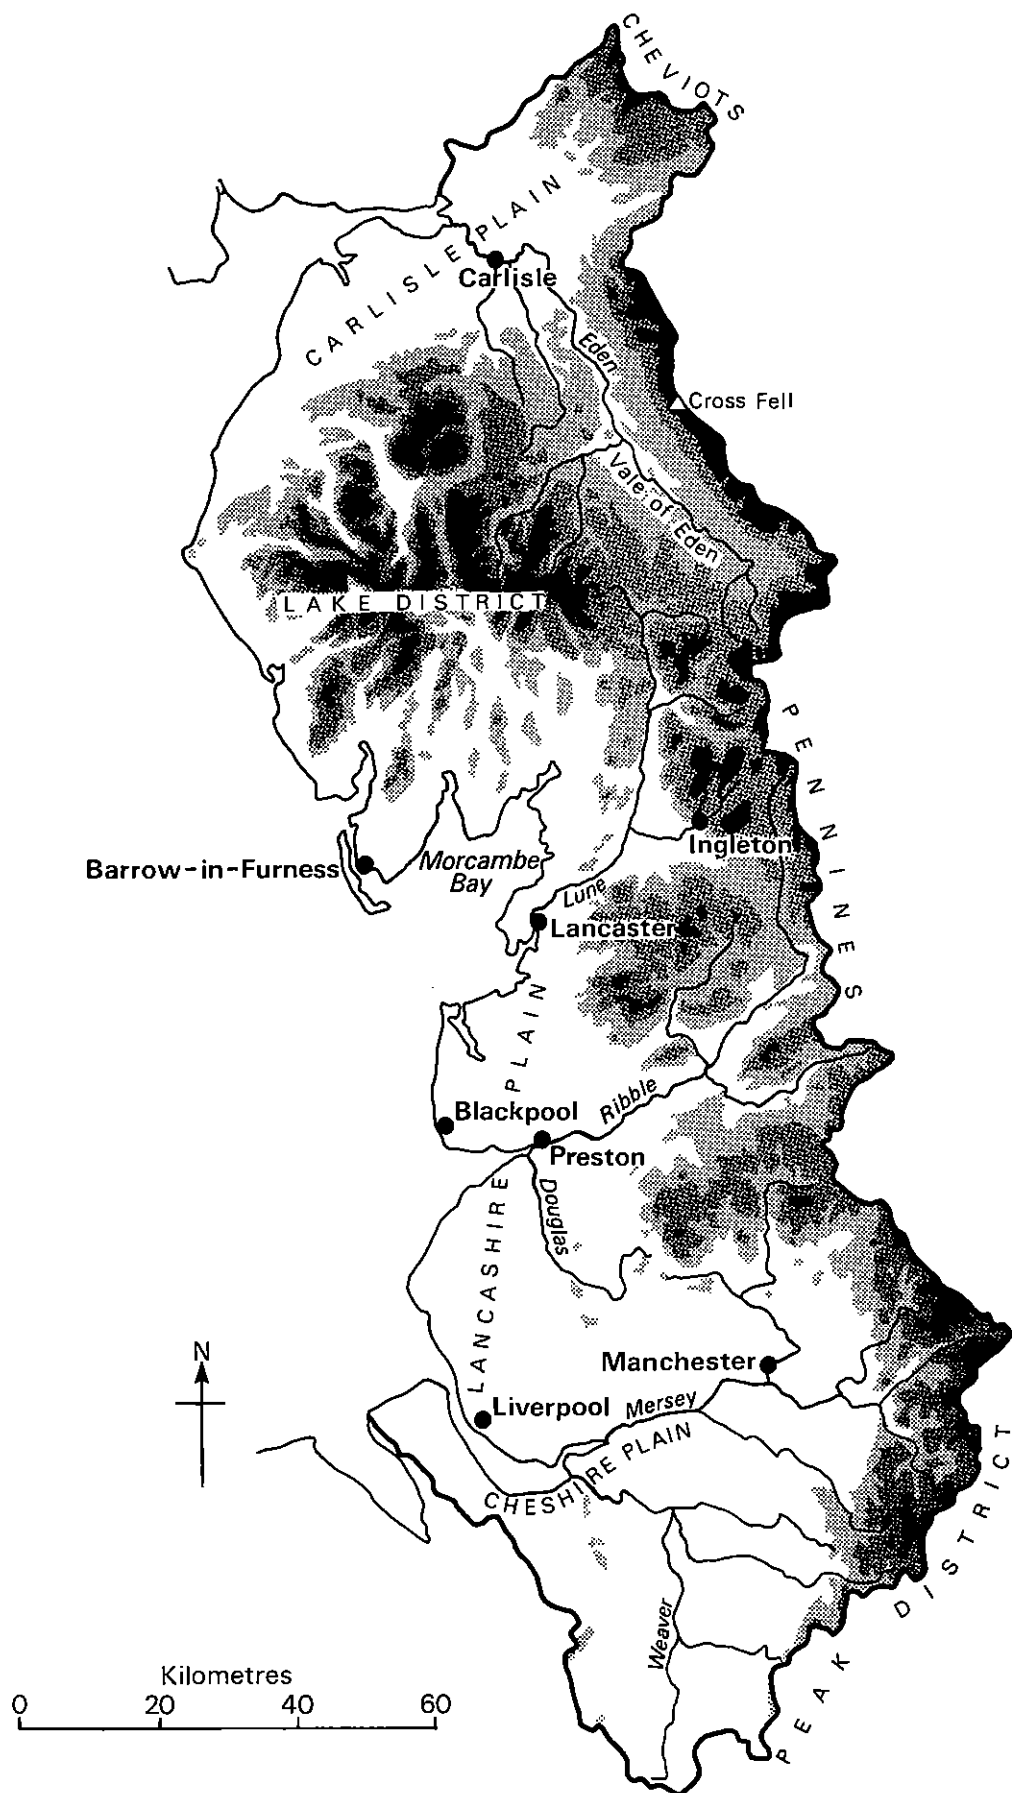 CHEVIOTS
CARLISLE PLAIN
Carlisle
Eden
Cross Fell
Vale of Eden
LAKE DISTRICT
PENNINES
Ingleton
Barrow-in-Furness
Morcambe
Bay
Lune
Lancaster
LANCASHIRE PLAIN
Blackpool
Ribble
Preston
Douglas
N
Manchester
Liverpool
Mersey
CHESHIRE PLAIN
PEAK DISTRICT
Weaver
Kilometres
0 20 40 60